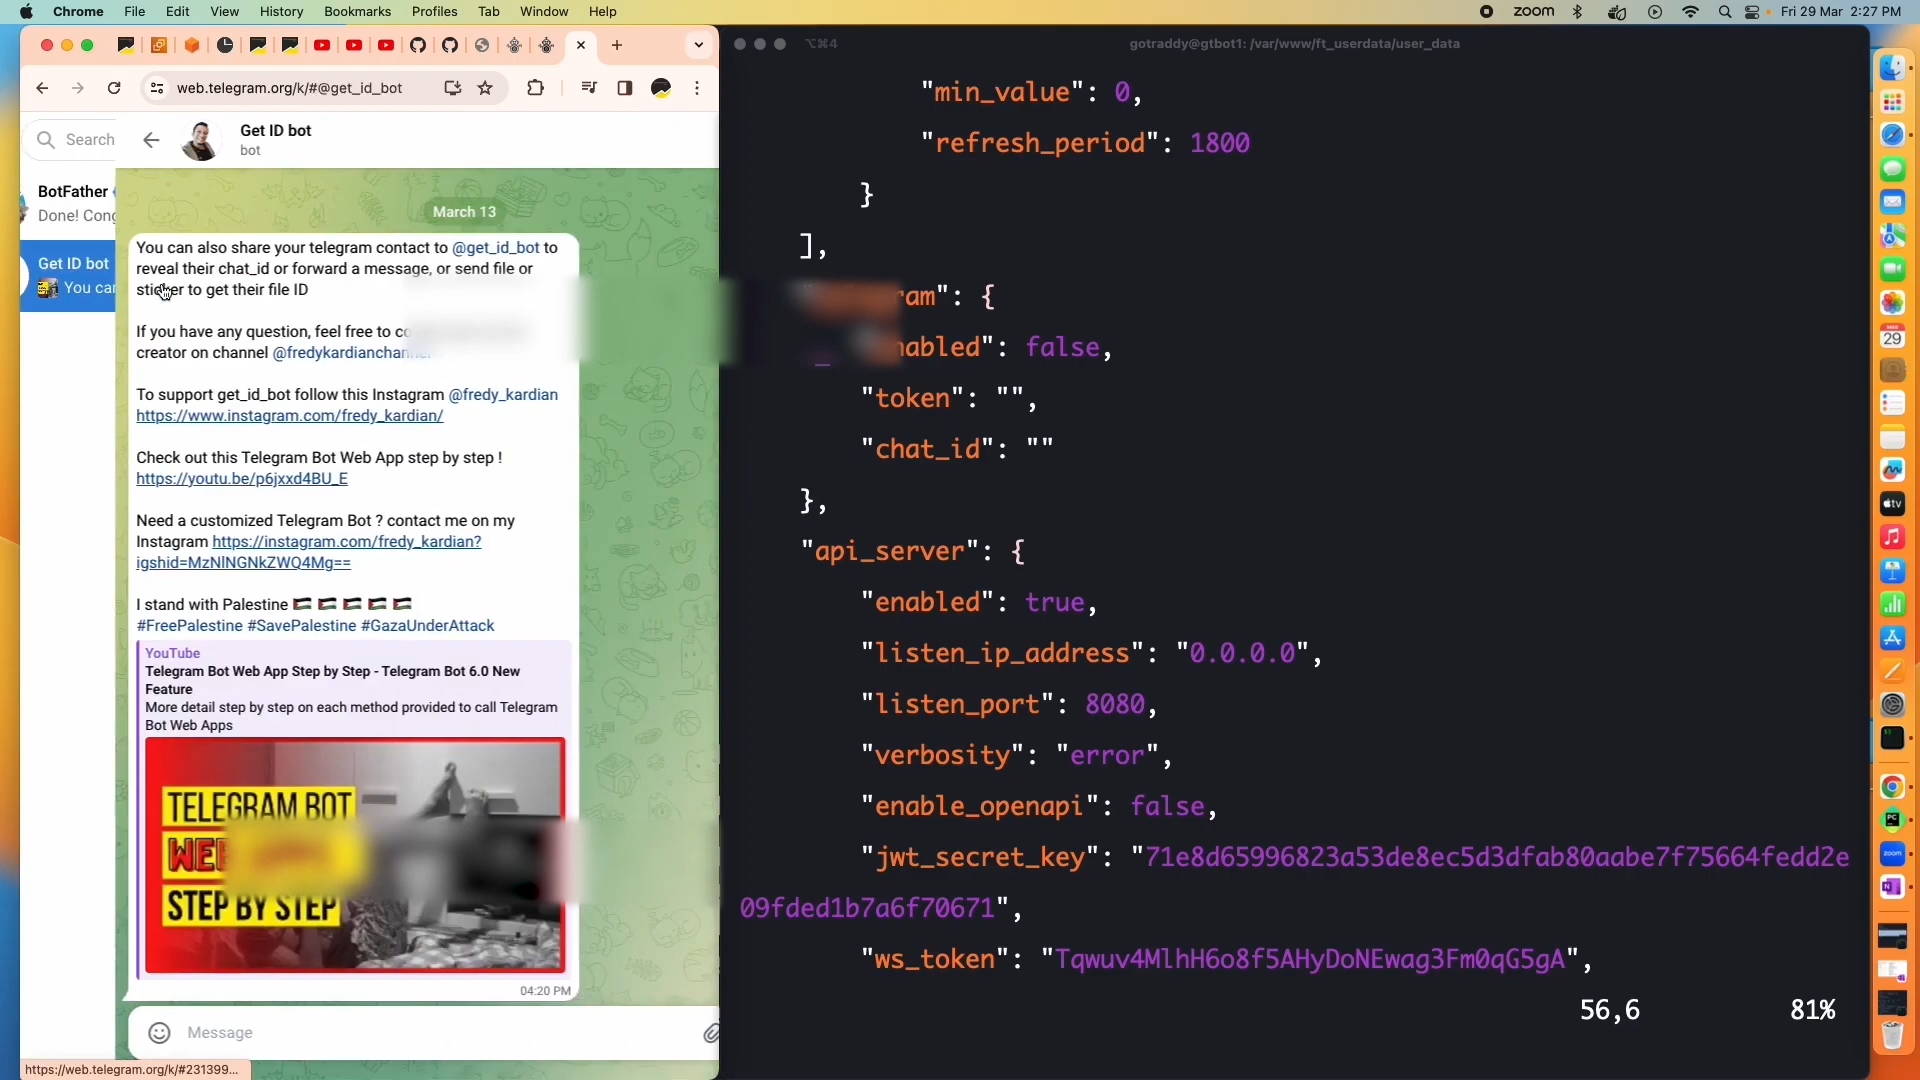 Chrome File Edit View History Bookmarks Profiles Tab Window Help
zoom Fri 29 Mar 2:27 PM
⌥⌘4 gotraddy@gtbot1: /var/www/ft_userdata/user_data
web.telegram.org/k/#@get_id_bot
Search
BotFather
Done! Cong
Get ID bot
You car
Get ID bot
bot
March 13
You can also share your telegram contact to @get_id_bot to
reveal their chat_id or forward a message, or send file or
sticker to get their file ID
If you have any question, feel free to
creator on channel @fredykardianchannel
To support get_id_bot follow this Instagram @fredy_kardian
https://www.instagram.com/fredy_kardian/
Check out this Telegram Bot Web App step by step !
https://youtu.be/p6jxxd4BU_E
Need a customized Telegram Bot ? contact me on my
Instagram https://instagram.com/fredy_kardian?
igshid=MzNlNGNkZWQ4Mg==
I stand with Palestine 🇵🇸 🇵🇸 🇵🇸 🇵🇸 🇵🇸
#FreePalestine #SavePalestine #GazaUnderAttack
YouTube
Telegram Bot Web App Step by Step - Telegram Bot 6.0 New
Feature
More detail step by step on each method provided to call Telegram
Bot Web Apps
TELEGRAM BOT
STEP BY STEP
04:20 PM
Message
https://web.telegram.org/k/#231399...
"min_value": 0,
"refresh_period": 1800
}
],
ram": {
nabled": false,
"token": "",
"chat_id": ""
},
"api_server": {
"enabled": true,
"listen_ip_address": "0.0.0.0",
"listen_port": 8080,
"verbosity": "error",
"enable_openapi": false,
"jwt_secret_key": "71e8d65996823a53de8ec5d3dfab80aabe7f75664fedd2e
09fded1b7a6f70671",
"ws_token": "Tqwuv4MlhH6o8f5AHyDoNEwag3Fm0qG5gA",
56,6 81%